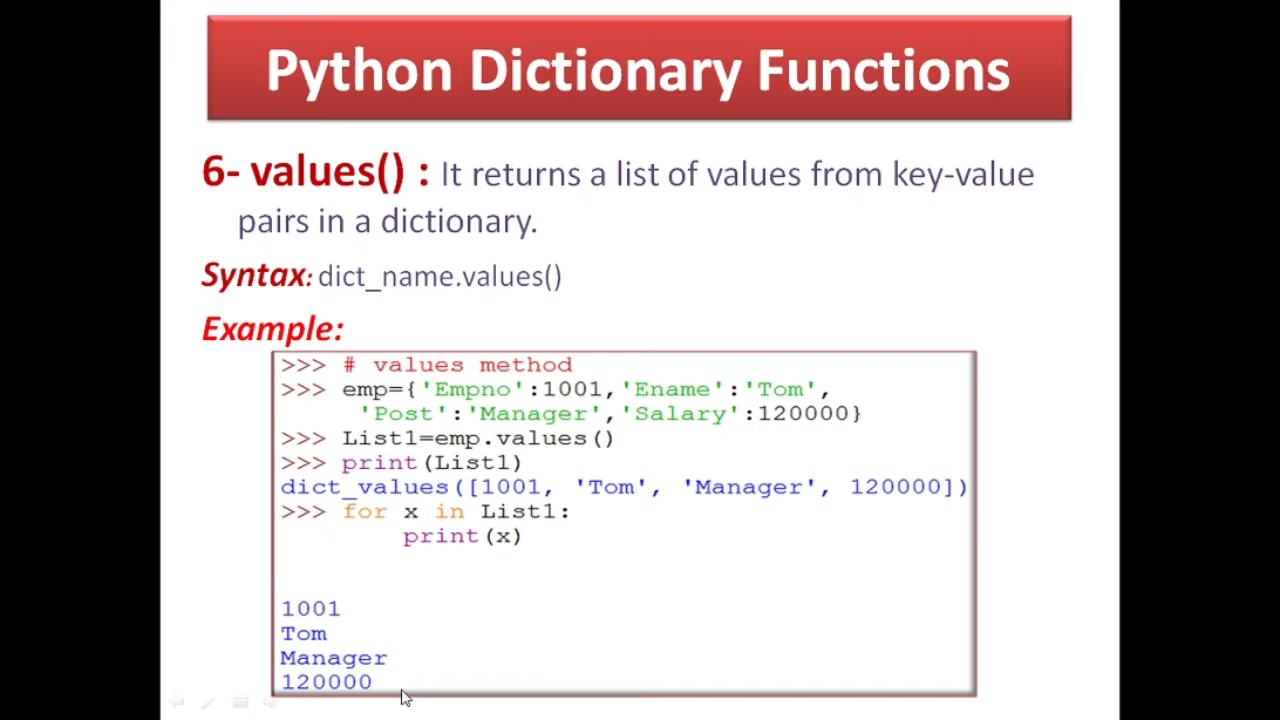 Python Dictionary Functions
6- values() : It returns a list of values from key-value
pairs in a dictionary.
Syntax: dict_name.values()
Example:
>>> # values method
>>> emp={'Empno':1001,'Ename':'Tom',
'Post':'Manager','Salary':120000}
>>> List1=emp.values()
>>> print(List1)
dict_values([1001, 'Tom', 'Manager', 120000])
>>> for x in List1:
print(x)
1001
Tom
Manager
120000